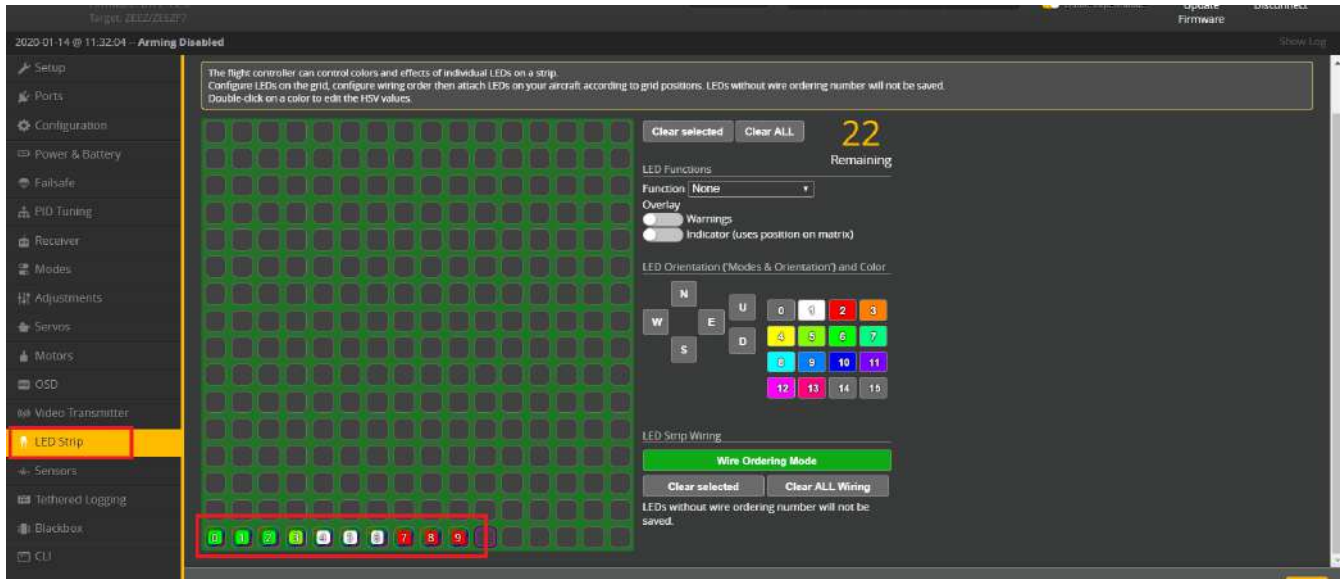 Target: ZEEZ/ZEEZF7
Update
Firmware
Disconnect
2020-01-14 @ 11:32:04 -- Arming Disabled
Show Log
Setup
Ports
Configuration
Power & Battery
Failsafe
PID Tuning
Receiver
Modes
Adjustments
Servos
Motors
OSD
Video Transmitter
LED Strip
Sensors
Tethered Logging
Blackbox
CLI
The flight controller can control colors and effects of individual LEDs on a strip.
Configure LEDs on the grid, configure wiring order then attach LEDs on your aircraft according to grid positions. LEDs without wire ordering number will not be saved.
Double-click on a color to edit the HSV values.
0 1 2 3 4 5 6 7 8 9
Clear selected Clear ALL
22
Remaining
LED Functions
Function None
Overlay
Warnings
Indicator (uses position on matrix)
LED Orientation ('Modes & Orientation') and Color
N
W E
S
U
D
0 1 2 3
4 5 6 7
8 9 10 11
12 13 14 15
LED Strip Wiring
Wire Ordering Mode
Clear selected Clear ALL Wiring
LEDs without wire ordering number will not be
saved.